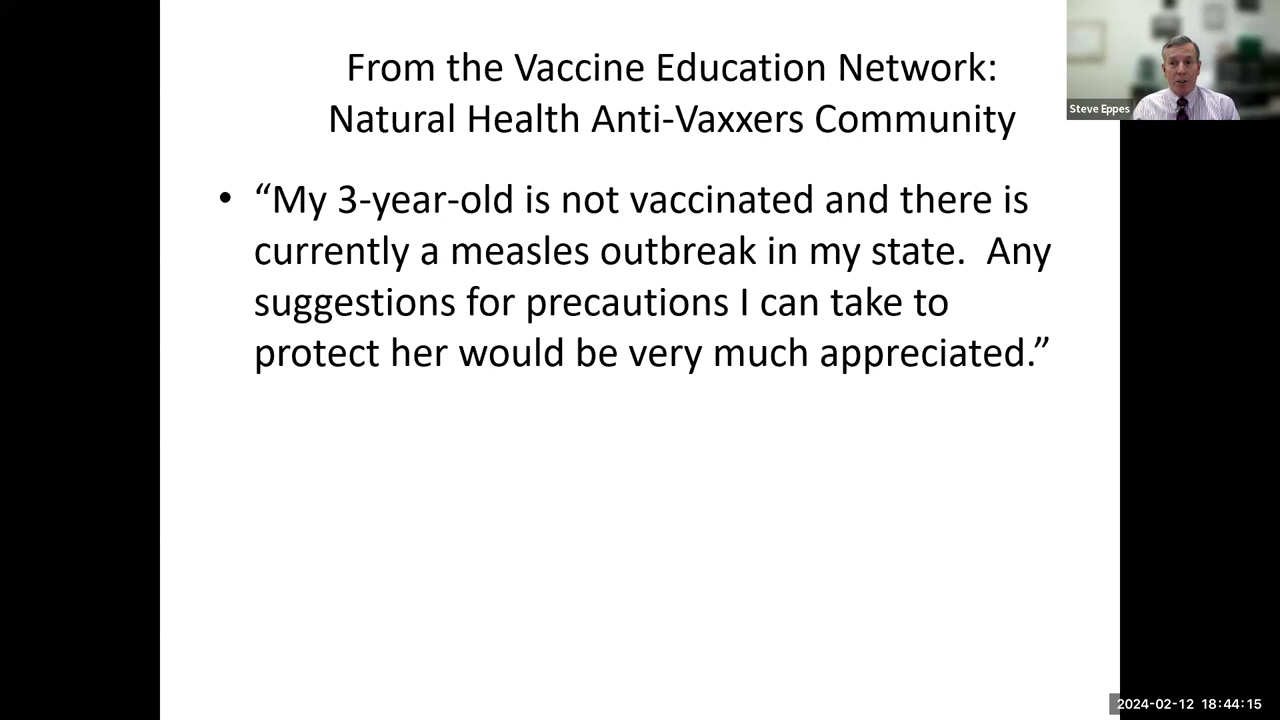 From the Vaccine Education Network:
Natural Health Anti-Vaxxers Community
Steve Eppes
• “My 3-year-old is not vaccinated and there is
currently a measles outbreak in my state.  Any
suggestions for precautions I can take to
protect her would be very much appreciated.”
2024-02-12 18:44:15